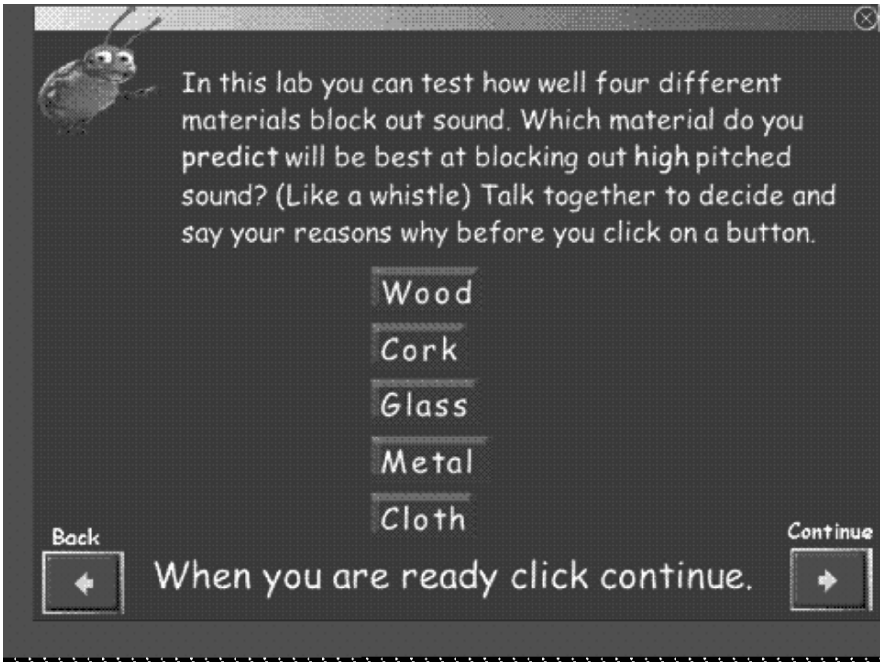 In this lab you can test how well four different
materials block out sound. Which material do you
predict will be best at blocking out high pitched
sound? (Like a whistle) Talk together to decide and
say your reasons why before you click on a button.
Wood
Cork
Glass
Metal
Cloth
Back
Continue
When you are ready click continue.